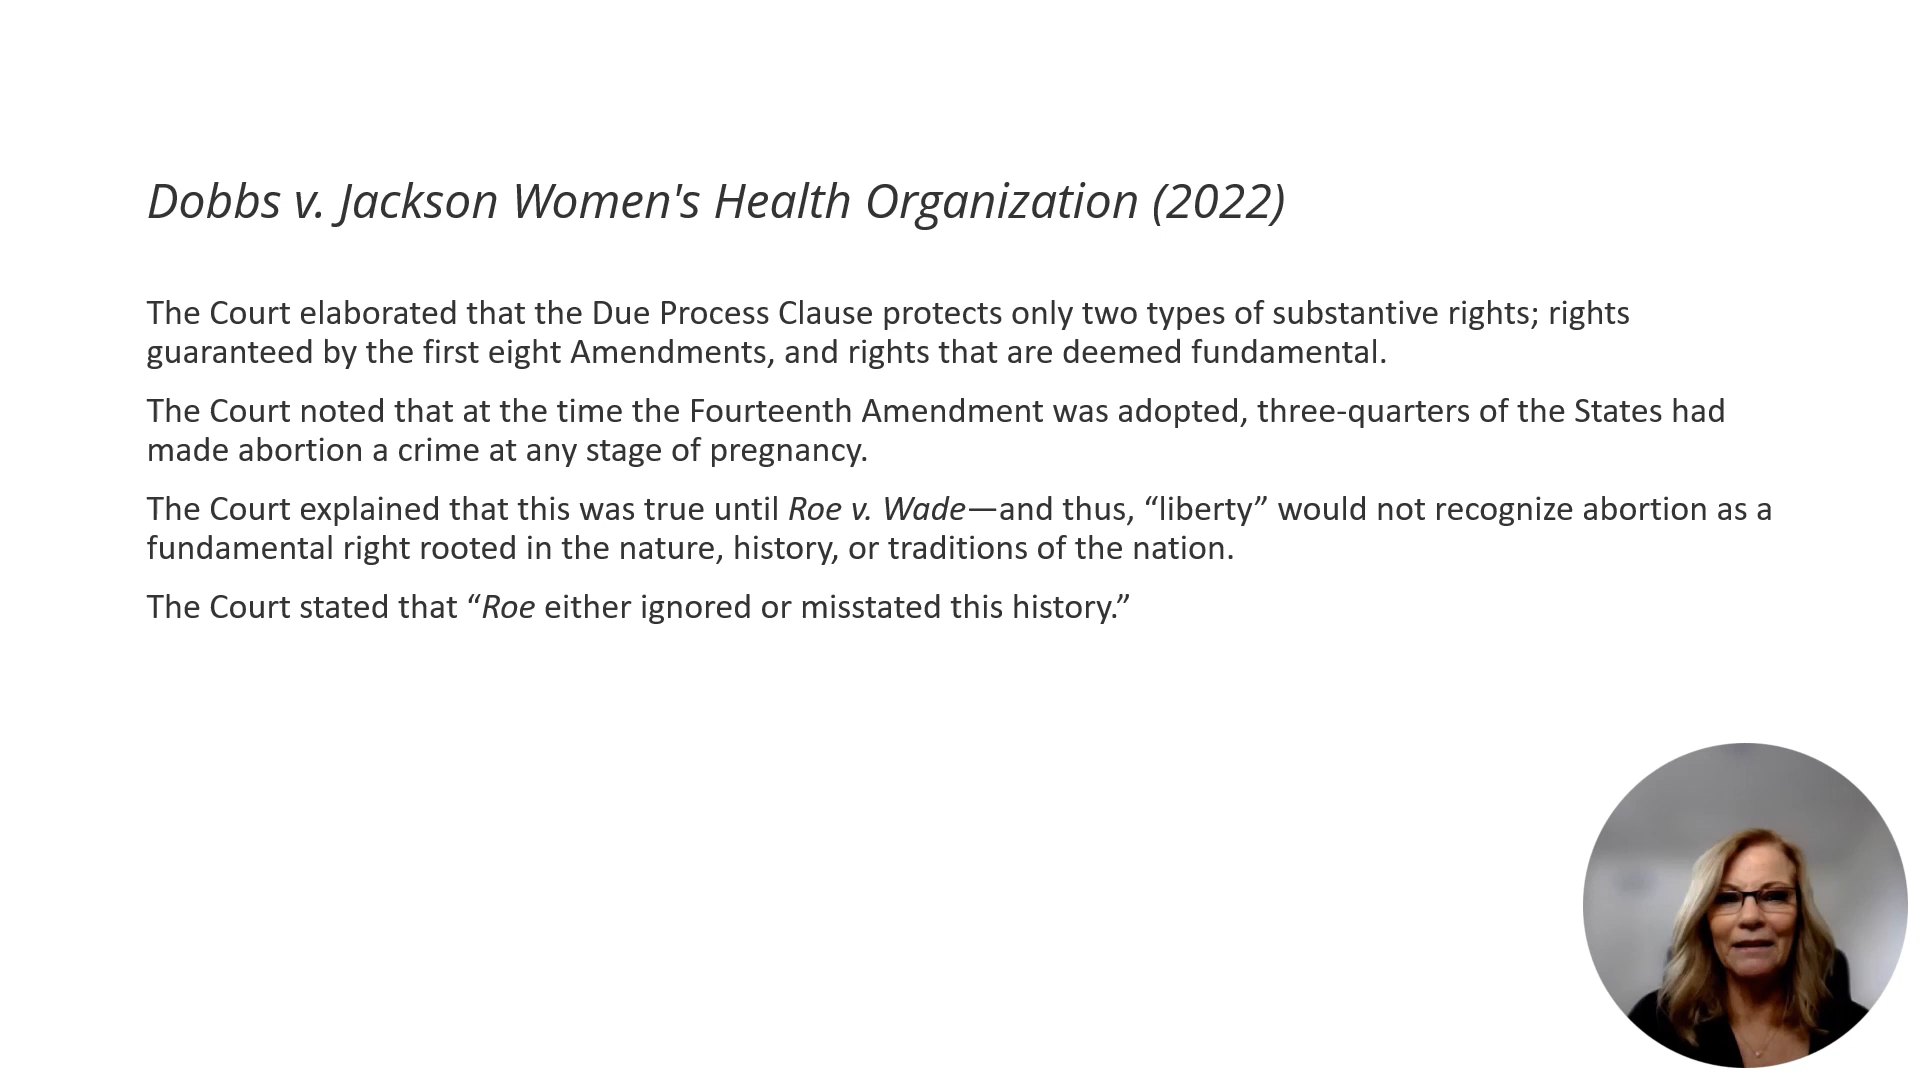 Dobbs v. Jackson Women's Health Organization (2022)
The Court elaborated that the Due Process Clause protects only two types of substantive rights; rights
guaranteed by the first eight Amendments, and rights that are deemed fundamental.
The Court noted that at the time the Fourteenth Amendment was adopted, three-quarters of the States had
made abortion a crime at any stage of pregnancy.
The Court explained that this was true until Roe v. Wade—and thus, “liberty” would not recognize abortion as a
fundamental right rooted in the nature, history, or traditions of the nation.
The Court stated that “Roe either ignored or misstated this history.”